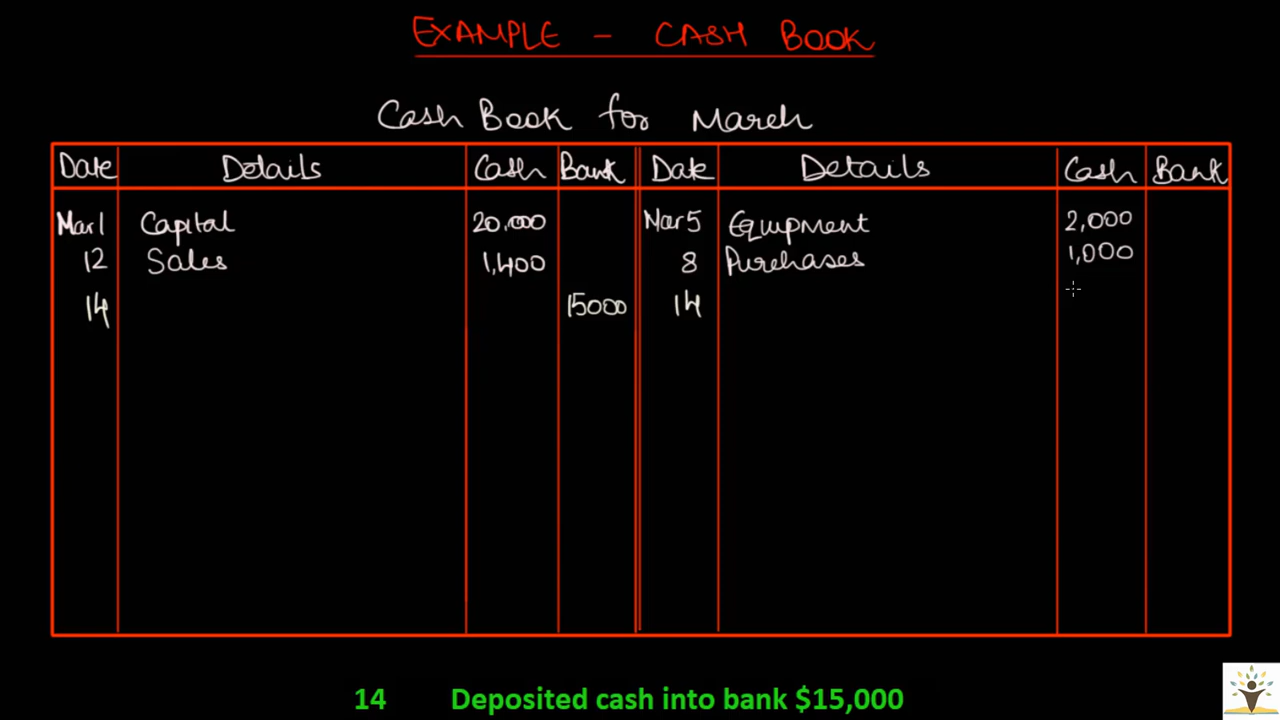 EXAMPLE - CASH BOOK
Cash Book for March
Date Details Cash Bank Date Details Cash Bank
Mar 1 Capital 20,000 Mar 5 Equipment 2,000
12 Sales 1,400 8 Purchases 1,000
14 15000 14
14 Deposited cash into bank $15,000